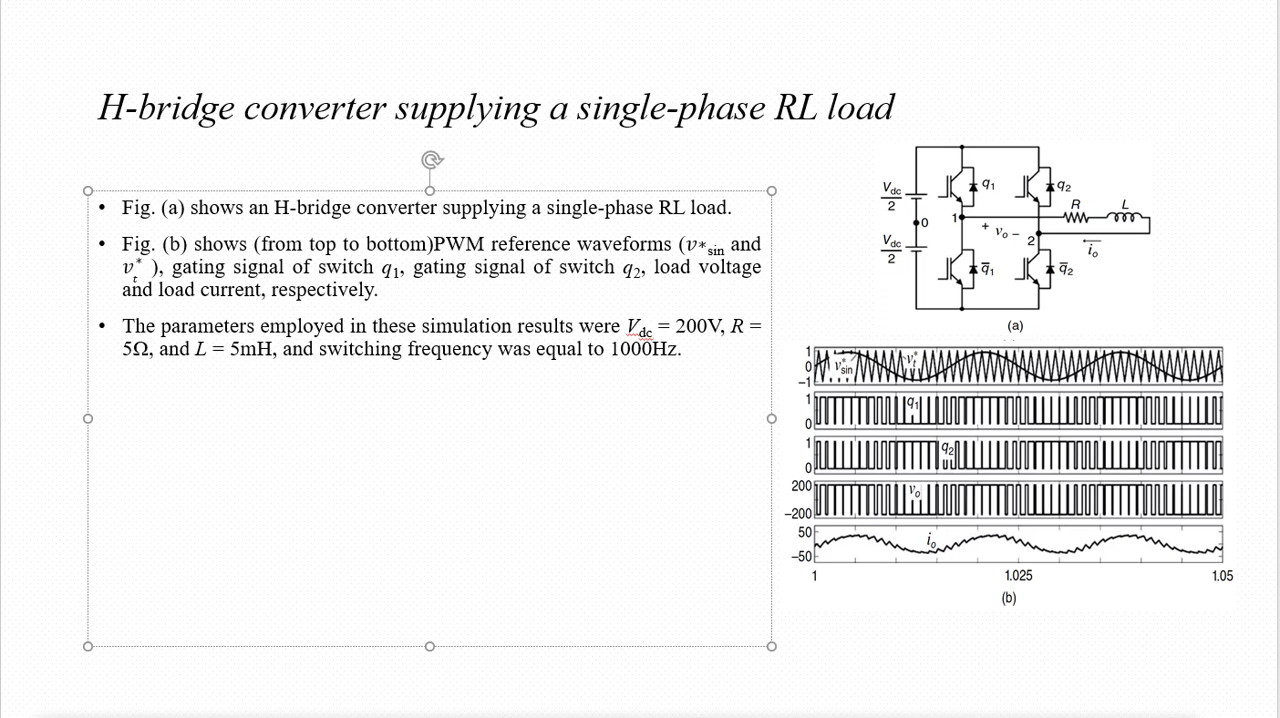 H-bridge converter supplying a single-phase RL load
• Fig. (a) shows an H-bridge converter supplying a single-phase RL load.
• Fig. (b) shows (from top to bottom)PWM reference waveforms (v*sin and
v*t ), gating signal of switch q1, gating signal of switch q2, load voltage
and load current, respectively.
• The parameters employed in these simulation results were Vdc = 200V, R =
5Ω, and L = 5mH, and switching frequency was equal to 1000Hz.
Vdc
2
Vdc
2
0
q1
q2
1
+ vo −
2
R
L
io
q̅1
q̅2
(a)
1
0
−1
v*sin
v*t
1
0
q1
1
0
q2
200
−200
vo
50
−50
io
1
1.025
1.05
(b)